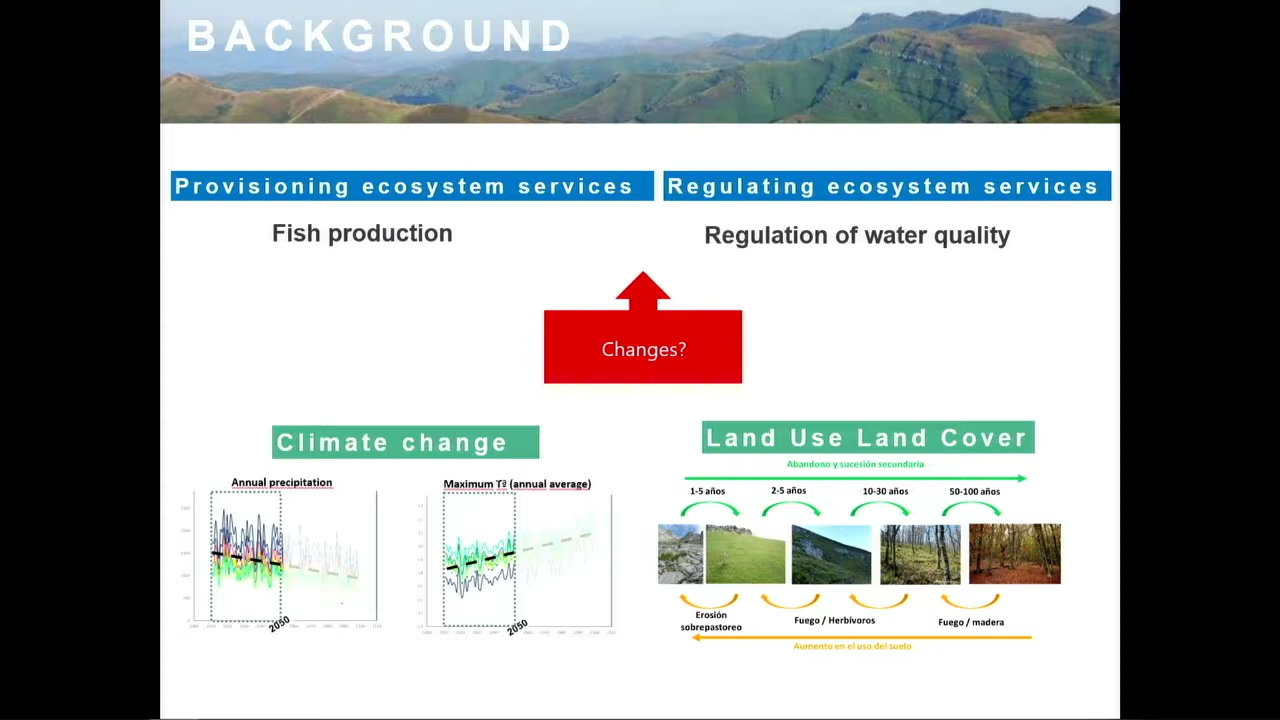 BACKGROUND
Provisioning ecosystem services
Regulating ecosystem services
Fish production
Regulation of water quality
Changes?
Climate change
Land Use Land Cover
Abandono y sucesión secundaria
Annual precipitation
Maximum Tª (annual average)
1-5 años
2-5 años
10-30 años
50-100 años
2050
2050
Erosión
sobrepastoreo
Fuego / Herbívoros
Fuego / madera
Aumento en el uso del suelo